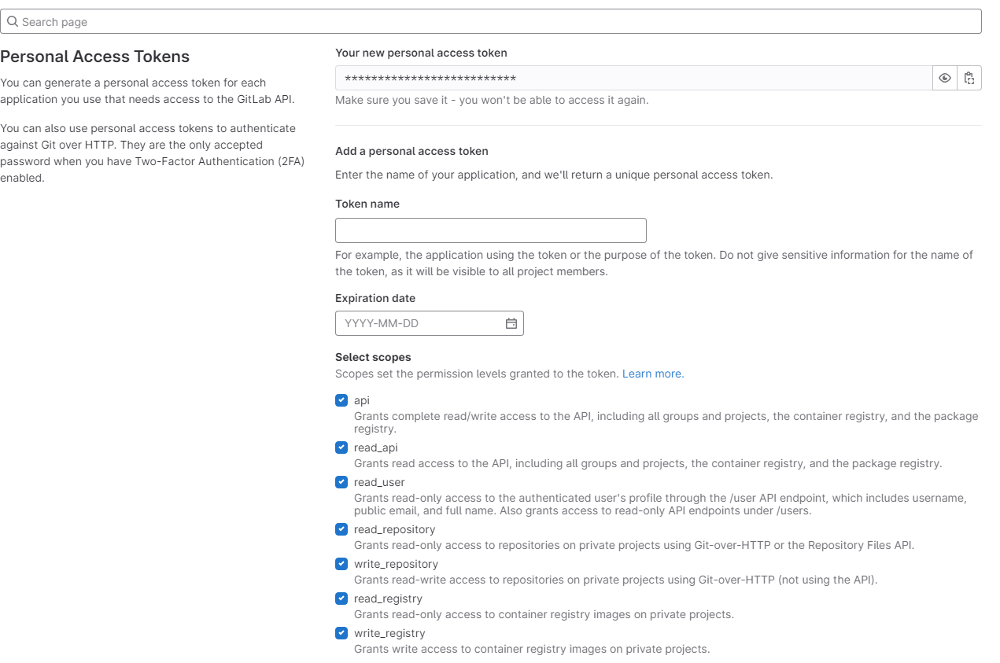 Search page
Personal Access Tokens
You can generate a personal access token for each
application you use that needs access to the GitLab API.
You can also use personal access tokens to authenticate
against Git over HTTP. They are the only accepted
password when you have Two-Factor Authentication (2FA)
enabled.
Your new personal access token
**************************
Make sure you save it - you won't be able to access it again.
Add a personal access token
Enter the name of your application, and we'll return a unique personal access token.
Token name
For example, the application using the token or the purpose of the token. Do not give sensitive information for the name of
the token, as it will be visible to all project members.
Expiration date
YYYY-MM-DD
Select scopes
Scopes set the permission levels granted to the token. Learn more.
api
Grants complete read/write access to the API, including all groups and projects, the container registry, and the package
registry.
read_api
Grants read access to the API, including all groups and projects, the container registry, and the package registry.
read_user
Grants read-only access to the authenticated user's profile through the /user API endpoint, which includes username,
public email, and full name. Also grants access to read-only API endpoints under /users.
read_repository
Grants read-only access to repositories on private projects using Git-over-HTTP or the Repository Files API.
write_repository
Grants read-write access to repositories on private projects using Git-over-HTTP (not using the API).
read_registry
Grants read-only access to container registry images on private projects.
write_registry
Grants write access to container registry images on private projects.